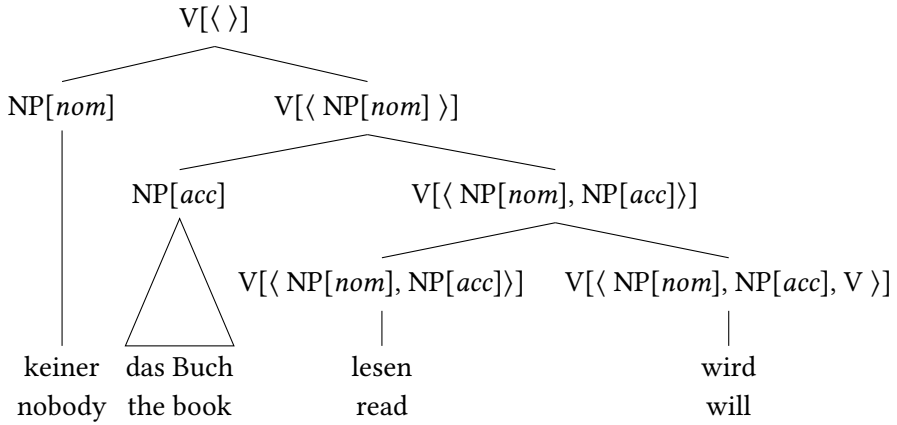 V[⟨ ⟩]
NP[nom] V[⟨ NP[nom] ⟩]
NP[acc] V[⟨ NP[nom], NP[acc]⟩]
V[⟨ NP[nom], NP[acc]⟩] V[⟨ NP[nom], NP[acc], V ⟩]
keiner das Buch lesen wird
nobody the book read will